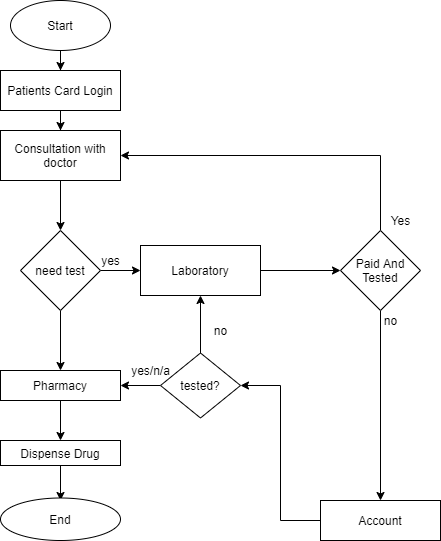 Start
Patients Card Login
Consultation with
doctor
need test
yes
Laboratory
Paid And
Tested
Yes
no
no
yes/n/a
tested?
Pharmacy
Dispense Drug
End
Account